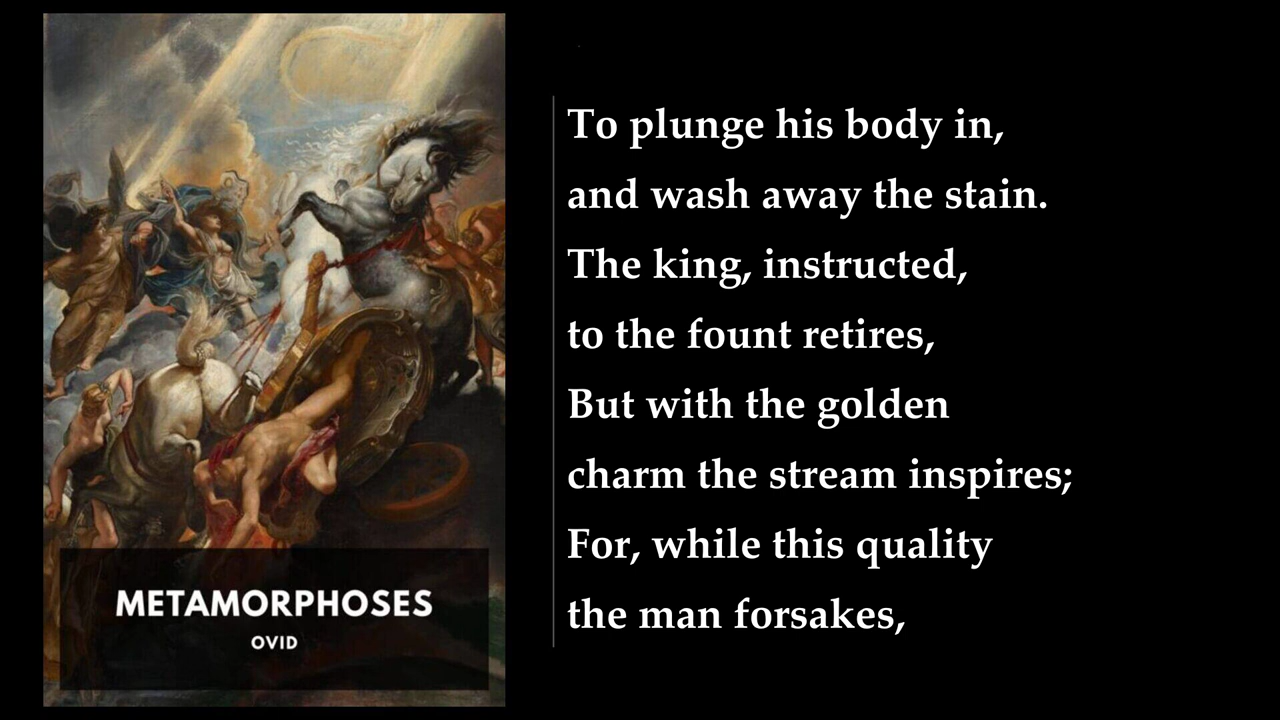 METAMORPHOSES
OVID
To plunge his body in,
and wash away the stain.
The king, instructed,
to the fount retires,
But with the golden
charm the stream inspires;
For, while this quality
the man forsakes,